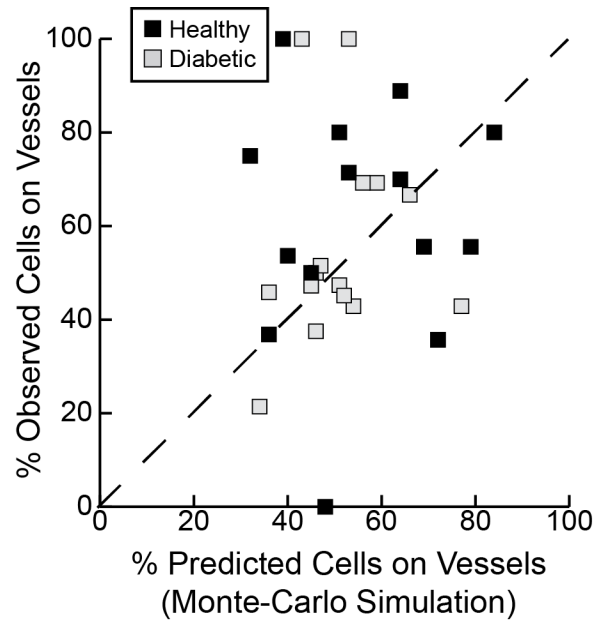 Healthy
Diabetic
% Observed Cells on Vessels
100
80
60
40
20
0
0 20 40 60 80 100
% Predicted Cells on Vessels
(Monte-Carlo Simulation)